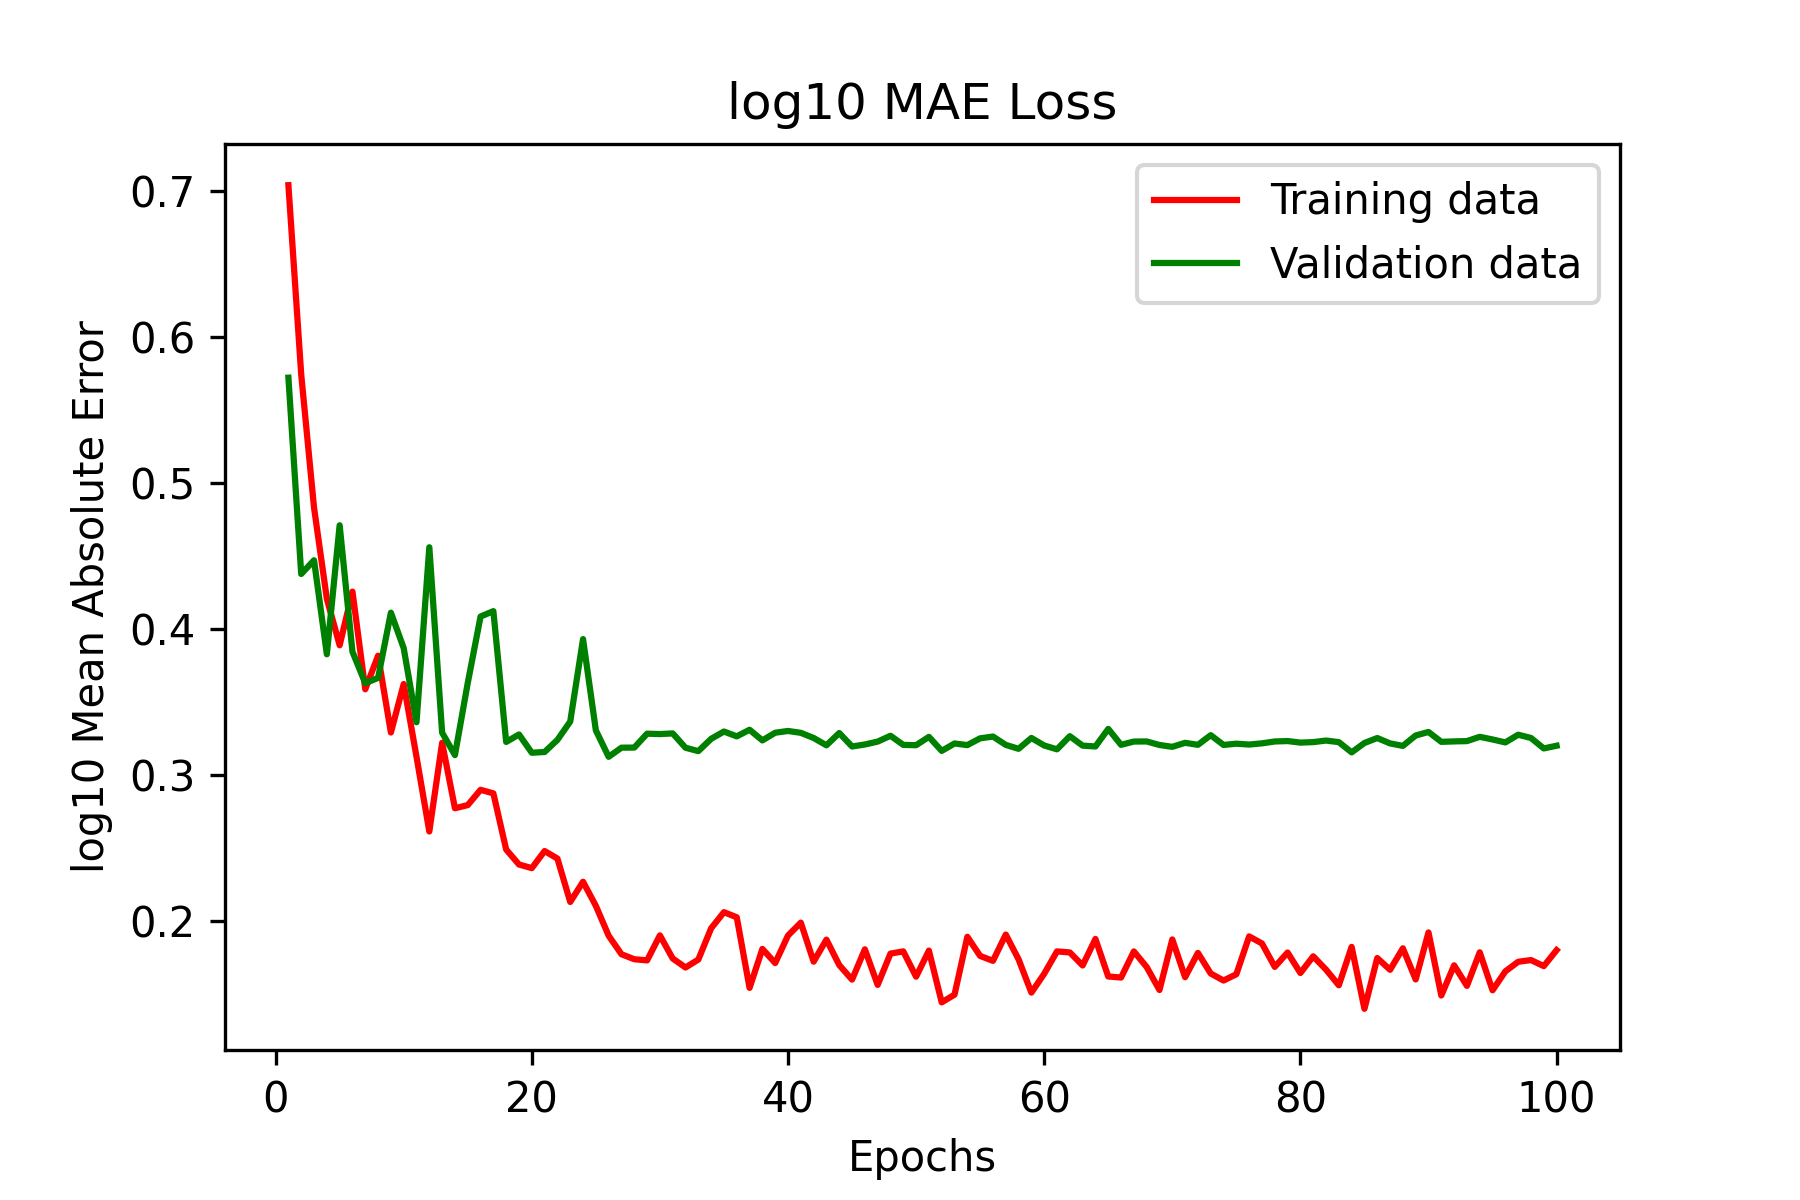 log10 MAE Loss
Training data
Validation data
log10 Mean Absolute Error
0.7
0.6
0.5
0.4
0.3
0.2
0 20 40 60 80 100
Epochs